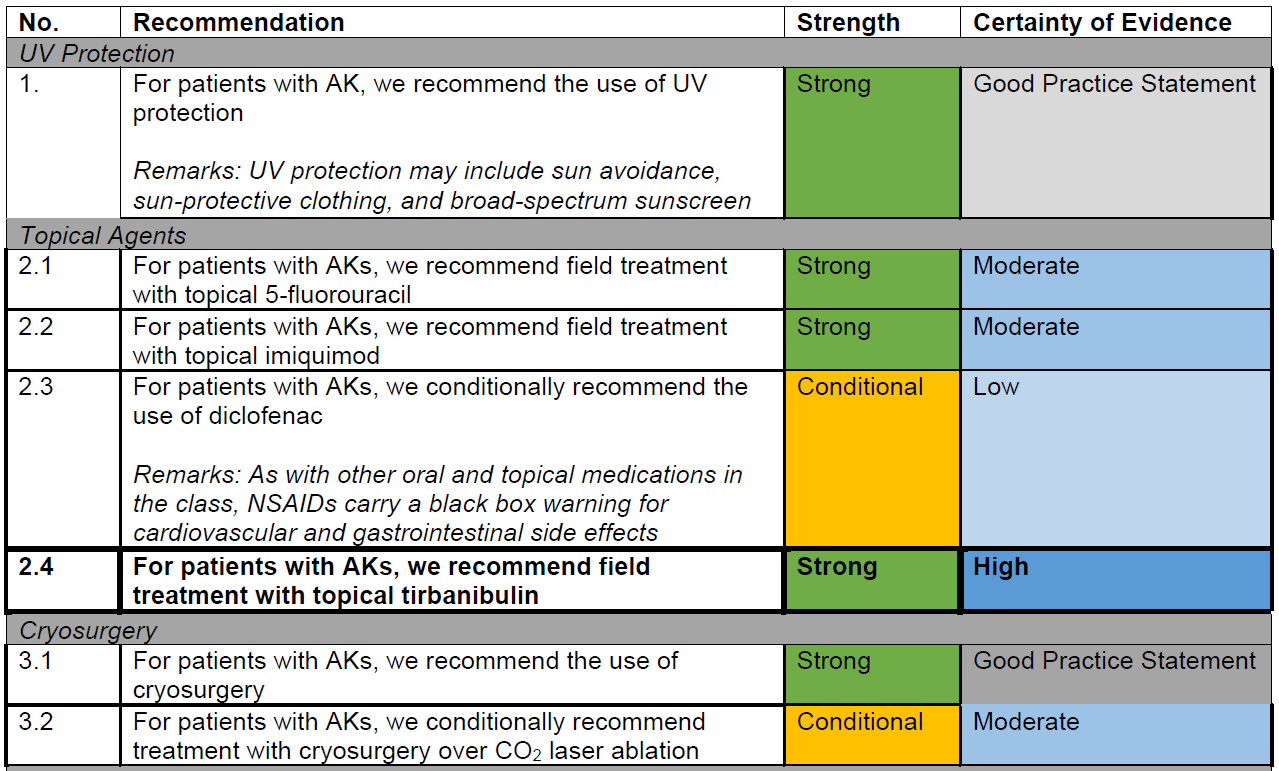 No. Recommendation Strength Certainty of Evidence
UV Protection
1. For patients with AK, we recommend the use of UV Strong Good Practice Statement
protection
Remarks: UV protection may include sun avoidance,
sun-protective clothing, and broad-spectrum sunscreen
Topical Agents
2.1 For patients with AKs, we recommend field treatment Strong Moderate
with topical 5-fluorouracil
2.2 For patients with AKs, we recommend field treatment Strong Moderate
with topical imiquimod
2.3 For patients with AKs, we conditionally recommend the Conditional Low
use of diclofenac
Remarks: As with other oral and topical medications in
the class, NSAIDs carry a black box warning for
cardiovascular and gastrointestinal side effects
2.4 For patients with AKs, we recommend field Strong High
treatment with topical tirbanibulin
Cryosurgery
3.1 For patients with AKs, we recommend the use of Strong Good Practice Statement
cryosurgery
3.2 For patients with AKs, we conditionally recommend Conditional Moderate
treatment with cryosurgery over CO₂ laser ablation